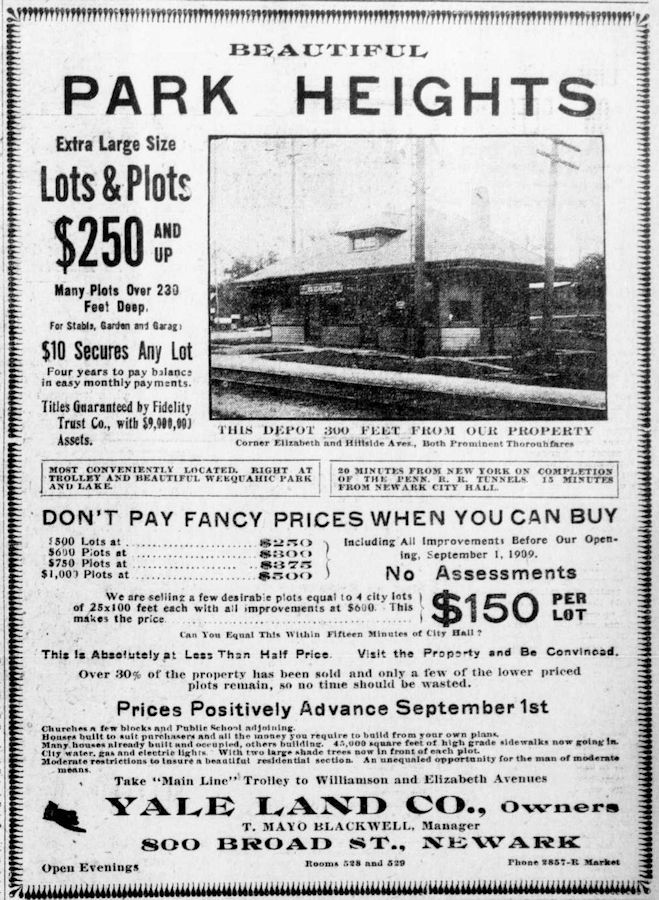 BEAUTIFUL
PARK HEIGHTS
Extra Large Size
Lots & Plots
$250 AND UP
Many Plots Over 230
Feet Deep.
For Stable, Garden and Garage
$10 Secures Any Lot
Four years to pay balance
in easy monthly payments.
Titles Guaranteed by Fidelity
Trust Co., with $9,000,000
Assets.
ELIZABETH
THIS DEPOT 300 FEET FROM OUR PROPERTY
Corner Elizabeth and Hillside Aves., Both Prominent Thorouhfares
MOST CONVENIENTLY LOCATED. RIGHT AT
TROLLEY AND BEAUTIFUL WEEQUAHIC PARK
AND LAKE.
20 MINUTES FROM NEW YORK ON COMPLETION
OF THE PENN. R. R. TUNNELS. 15 MINUTES
FROM NEWARK CITY HALL.
DON'T PAY FANCY PRICES WHEN YOU CAN BUY
$500 Lots at ........................ $250
$600 Plots at ........................ $300
$750 Plots at ........................ $375
$1,000 Plots at ........................ $500
Including All Improvements Before Our Open-
ing, September 1, 1909.
No Assessments
We are selling a few desirable plots equal to 4 city lots
of 25x100 feet each with all improvements at $600. This
makes the price ........................
$150 PER LOT
Can You Equal This Within Fifteen Minutes of City Hall?
This is Absolutely at Less Than Half Price. Visit the Property and Be Convinced.
Over 30% of the property has been sold and only a few of the lower priced
plots remain, so no time should be wasted.
Prices Positively Advance September 1st
Churches a few blocks and Public School adjoining.
Houses built to suit purchasers and all the money you require to build from your own plans.
Many houses already built and occupied, others building. 45,000 square feet of high grade sidewalks now going in.
City water, gas and electric lights. With two large shade trees now in front of each plot.
Moderate restrictions to insure a beautiful residential section. An unequaled opportunity for the man of moderate
means.
Take "Main Line" Trolley to Williamson and Elizabeth Avenues
YALE LAND CO., Owners
T. MAYO BLACKWELL, Manager
800 BROAD ST., NEWARK
Open Evenings
Rooms 528 and 529
Phone 2857-R Market